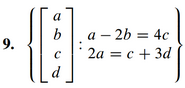 9. { [ a b c d ] : a − 2b = 4c
2a = c + 3d }